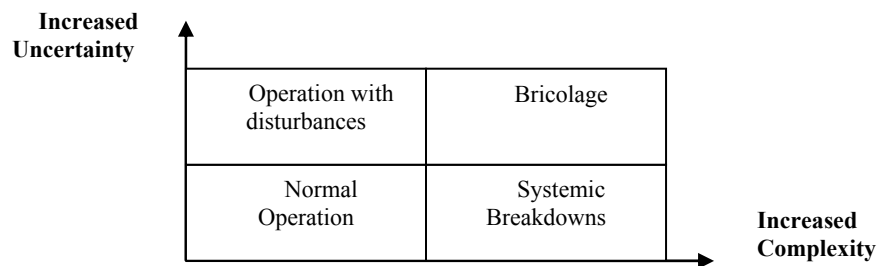 Increased
Uncertainty
Operation with
disturbances
Bricolage
Normal
Operation
Systemic
Breakdowns
Increased
Complexity